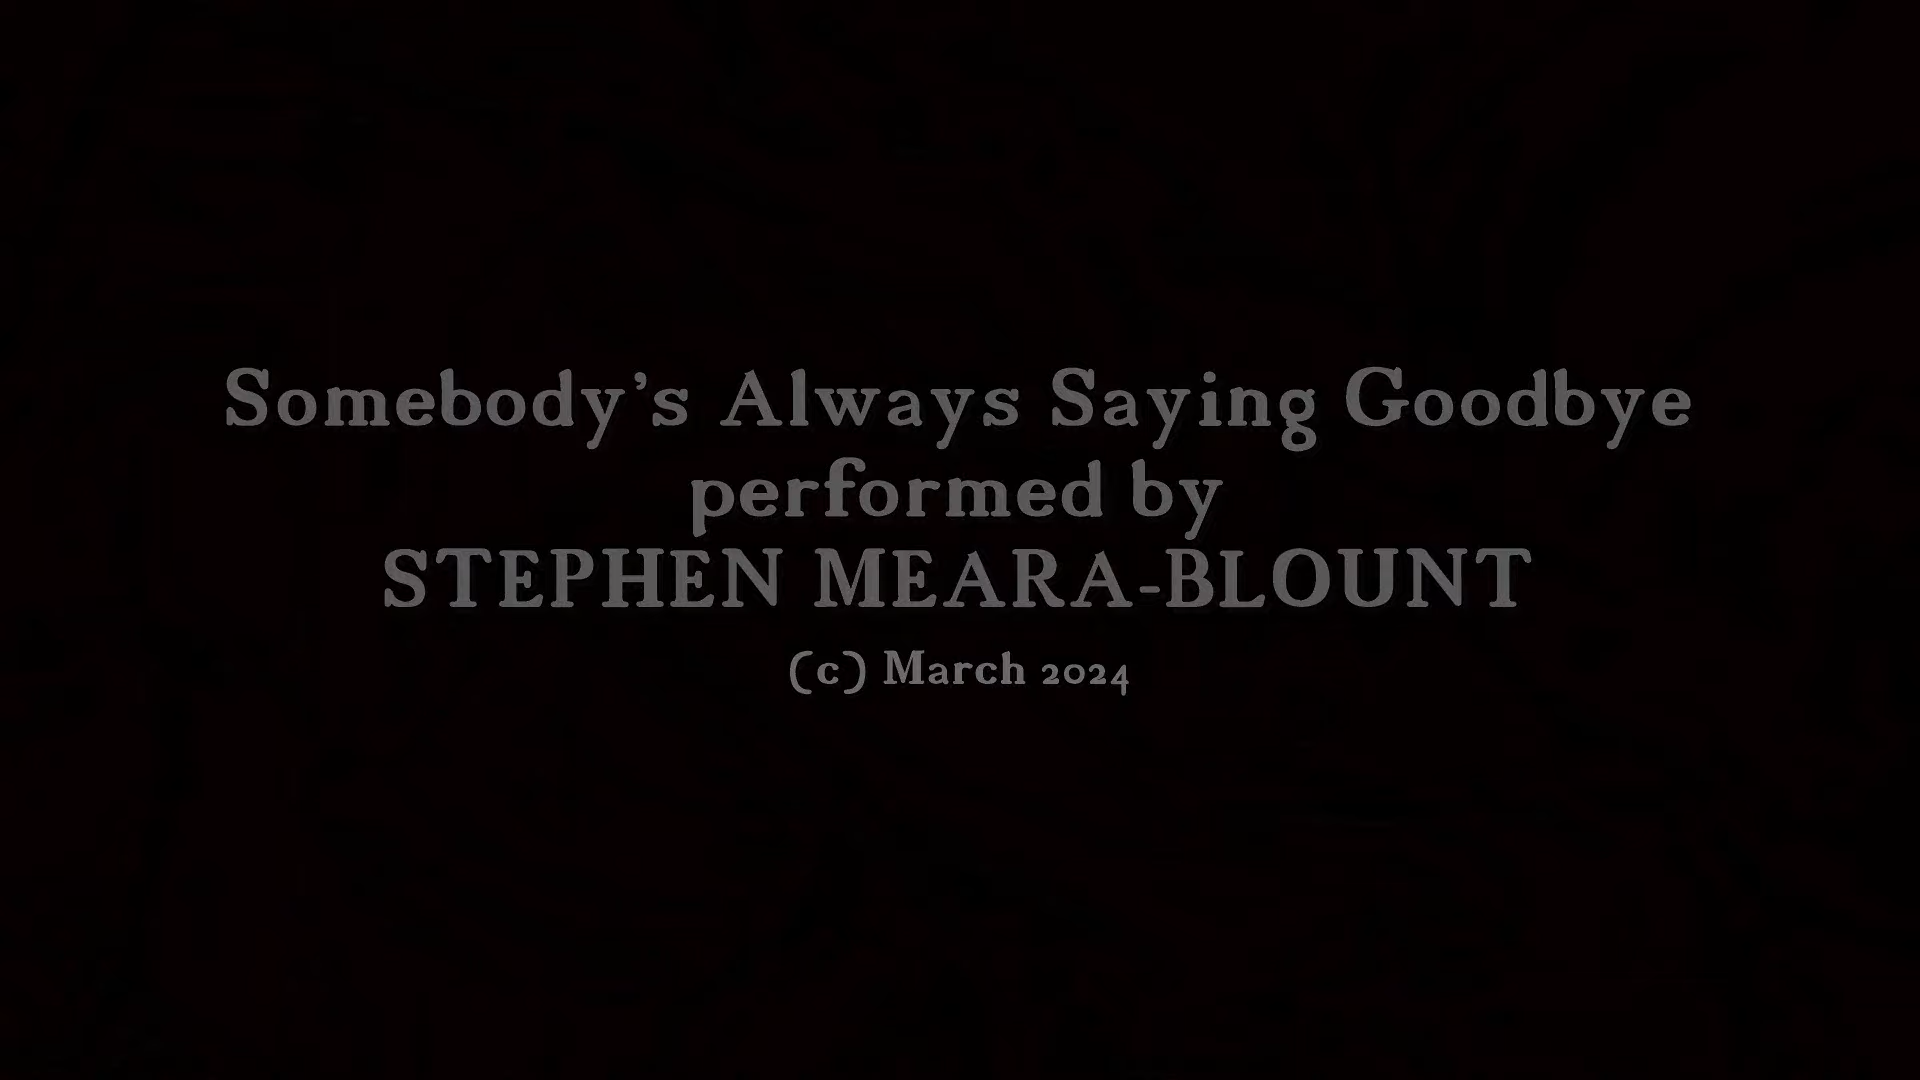 Somebody's Always Saying Goodbye
performed by
STEPHEN MEARA-BLOUNT
(c) March 2024